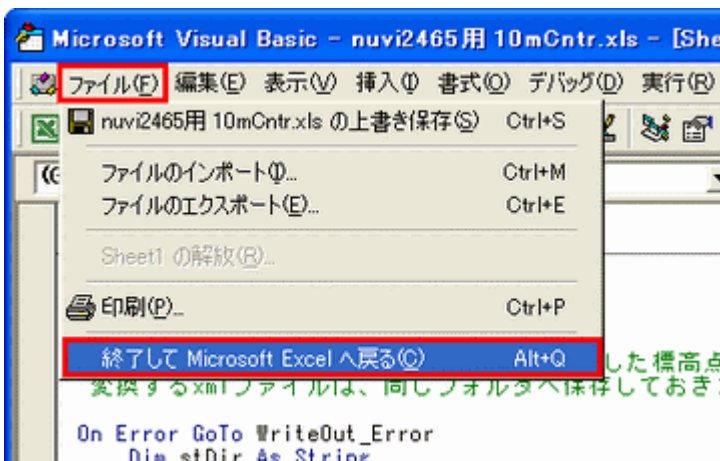 Microsoft Visual Basic - nuvi2465用 10mCntr.xls - [She
ファイル(F) 編集(E) 表示(V) 挿入(I) 書式(O) デバッグ(D) 実行(R)
nuvi2465用 10mCntr.xls の上書き保存(S) Ctrl+S
ファイルのインポート(I)... Ctrl+M
ファイルのエクスポート(E)... Ctrl+E
Sheet1 の解放(R)...
印刷(P)... Ctrl+P
終了して Microsoft Excel へ戻る(C) Alt+Q
した標高点
変換するxmlファイルは、同じフォルダへ保存しておき
On Error GoTo WriteOut_Error
Dim stDir As String